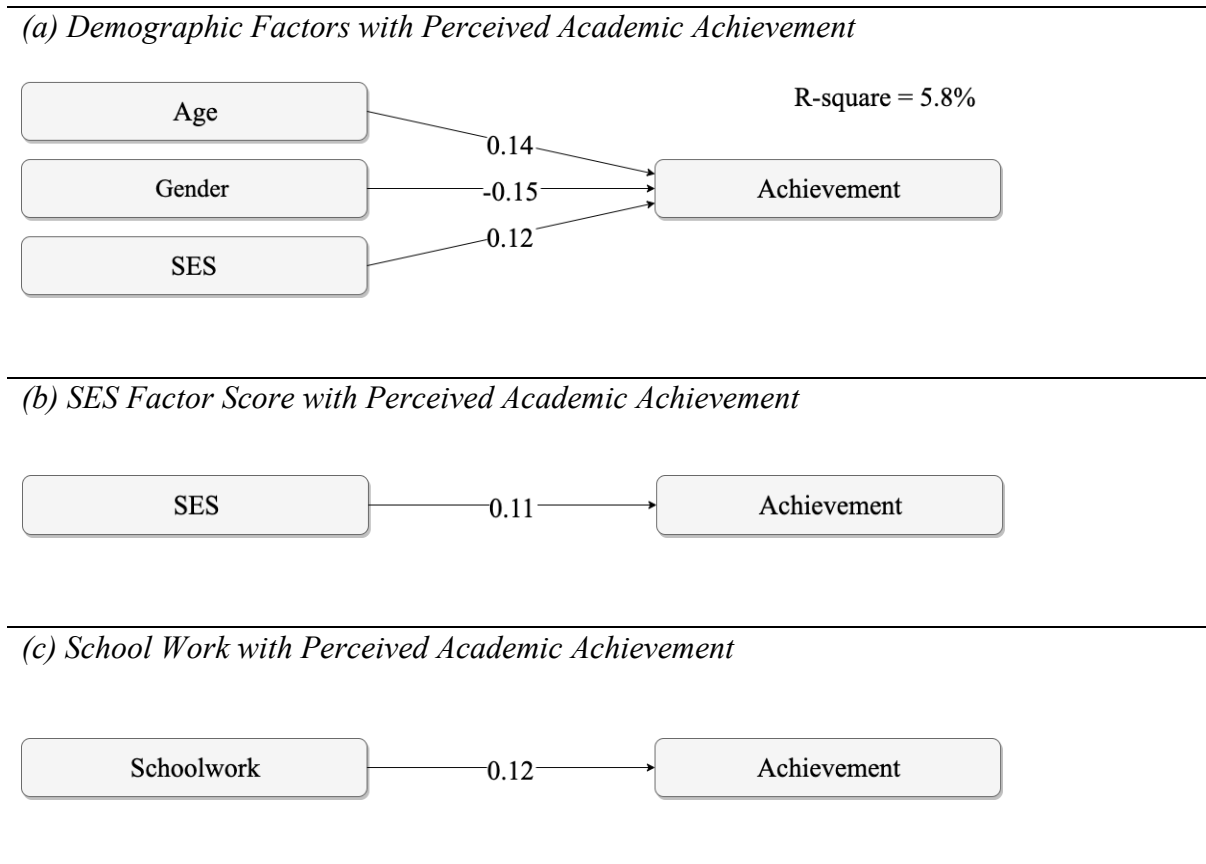 (a) Demographic Factors with Perceived Academic Achievement
R-square = 5.8%
Age
0.14
Gender
-0.15
Achievement
0.12
SES
(b) SES Factor Score with Perceived Academic Achievement
SES
0.11
Achievement
(c) School Work with Perceived Academic Achievement
Schoolwork
0.12
Achievement